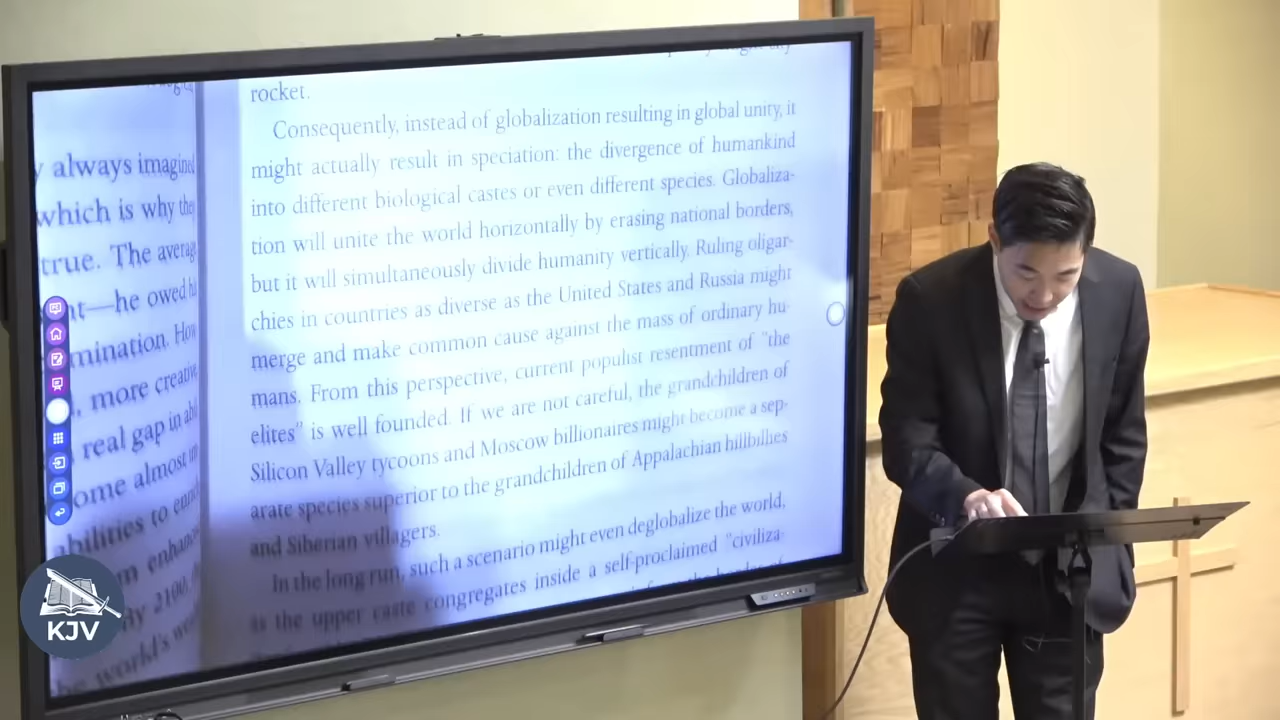 y always imagined
which is why they
true. The average
nt—he owed
mination. How
more creativ
real gap in
ome almost
abilities to
m
By 2100,
the world's
rocket.
Consequently, instead of globalization resulting in global unity, it
might actually result in speciation: the divergence of humankind
into different biological castes or even different species. Globaliza-
tion will unite the world horizontally by erasing national borders,
but it will simultaneously divide humanity vertically. Ruling oligar-
chies in countries as diverse as the United States and Russia might
merge and make common cause against the mass of ordinary hu-
mans. From this perspective, current populist resentment of "the
elites" is well founded. If we are not careful, the grandchildren of
Silicon Valley tycoons and Moscow billionaires might become a sep-
arate species superior to the grandchildren of Appalachian hillbillies
and Siberian villagers.
In the long run, such a scenario might even deglobalize the world,
as the upper caste congregates inside a self-proclaimed "civiliza-
KJV